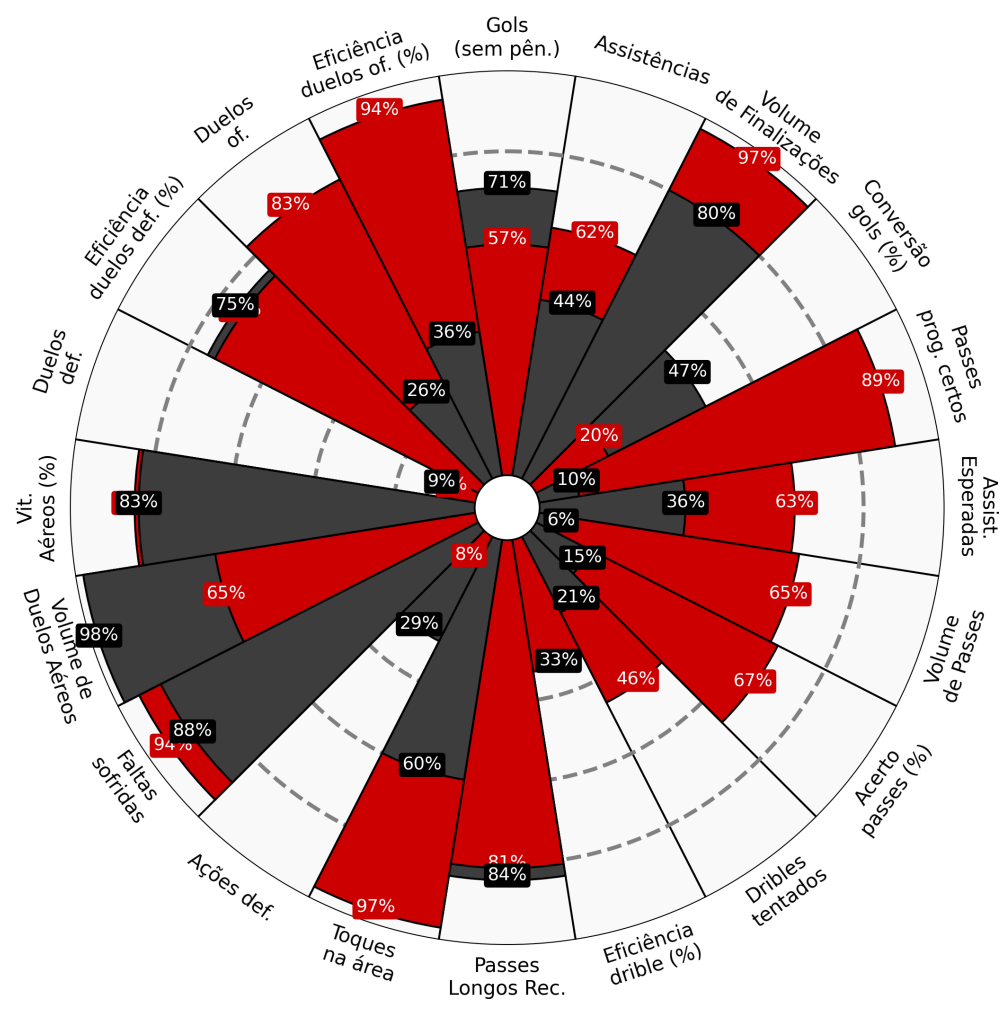 Gols
(sem pên.)
Assistências
Volume
de Finalizações
Conversão
gols (%)
Passes
prog. certos
Assist.
Esperadas
Volume
de Passes
Acerto
passes (%)
Dribles
tentados
Eficiência
drible (%)
Passes
Longos Rec.
Toques
na área
Ações def.
Faltas
sofridas
Volume de
Duelos Aéreos
Vit.
Aéreos (%)
Duelos
def.
Eficiência
duelos def. (%)
Duelos
of.
Eficiência
duelos of. (%)
71%
57%
62%
44%
97%
80%
47%
20%
89%
10%
36%
63%
6%
65%
15%
67%
21%
46%
33%
81%
84%
60%
97%
29%
8%
88%
94%
98%
65%
83%
9%
75%
83%
26%
94%
36%